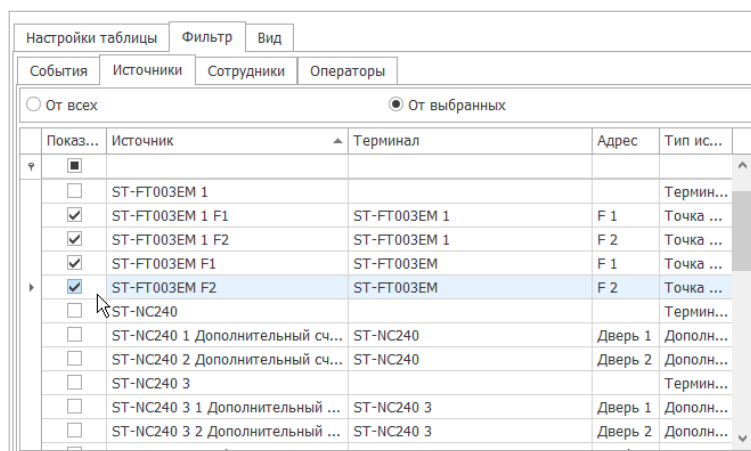 Настройки таблицы Фильтр Вид
События Источники Сотрудники Операторы
От всех От выбранных
Показ... Источник Терминал Адрес Тип ис...
ST-FT003EM 1 Термин...
ST-FT003EM 1 F1 ST-FT003EM 1 F 1 Точка ...
ST-FT003EM 1 F2 ST-FT003EM 1 F 2 Точка ...
ST-FT003EM F1 ST-FT003EM F 1 Точка ...
ST-FT003EM F2 ST-FT003EM F 2 Точка ...
ST-NC240 Термин...
ST-NC240 1 Дополнительный сч... ST-NC240 Дверь 1 Дополн...
ST-NC240 2 Дополнительный сч... ST-NC240 Дверь 2 Дополн...
ST-NC240 3 Термин...
ST-NC240 3 1 Дополнительный ... ST-NC240 3 Дверь 1 Дополн...
ST-NC240 3 2 Дополнительный ... ST-NC240 3 Дверь 2 Дополн...